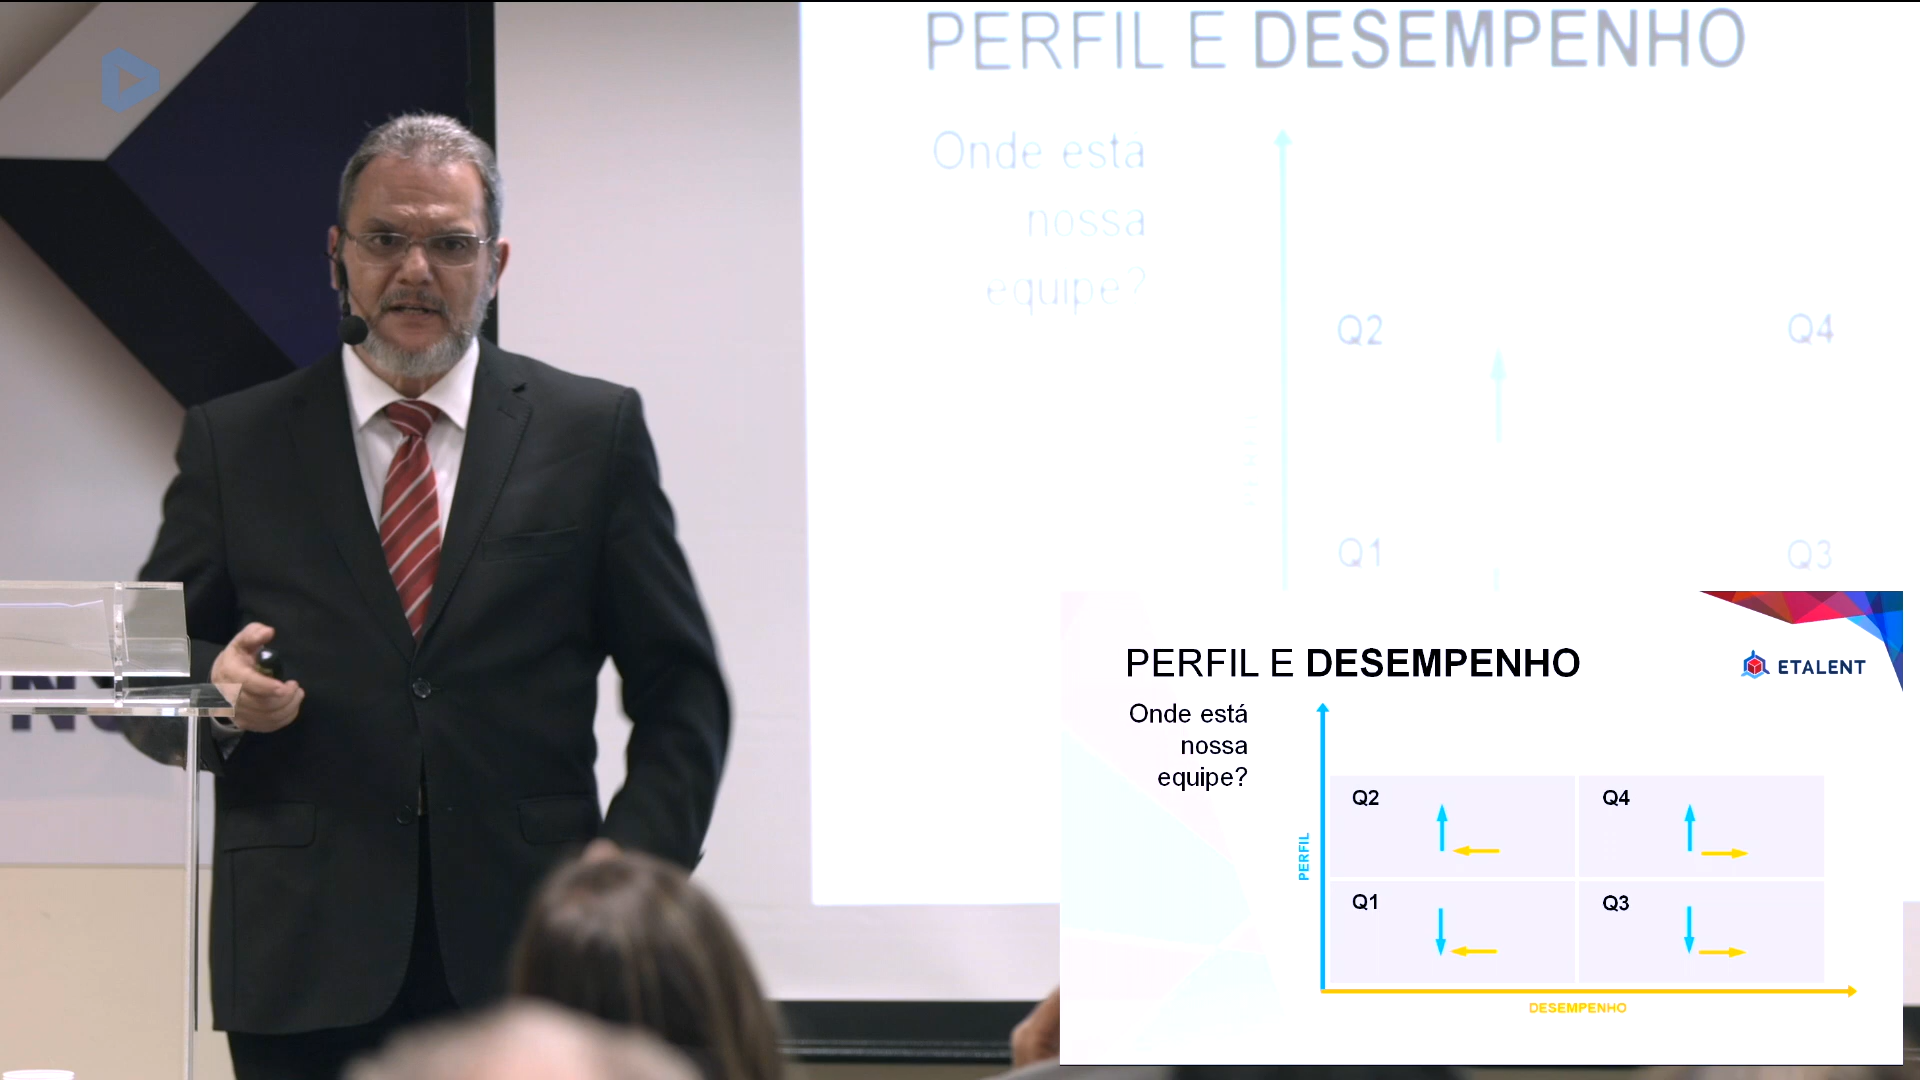 PERFIL E DESEMPENHO
Onde está
nossa
equipe?
Q2
Q4
Q1
Q3
PERFIL E DESEMPENHO
ETALENT
Onde está
nossa
equipe?
Q2
Q4
PERFIL
Q1
Q3
DESEMPENHO